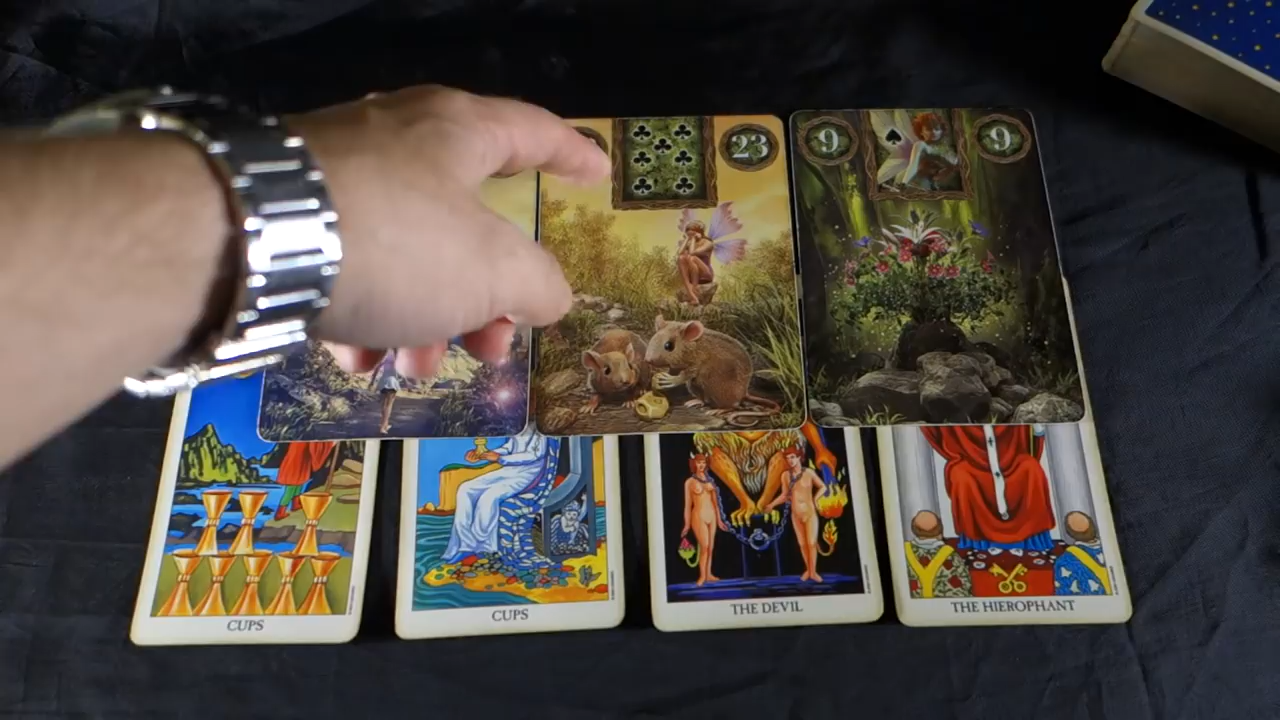 23
9 9
CUPS
CUPS
THE DEVIL
THE HIEROPHANT